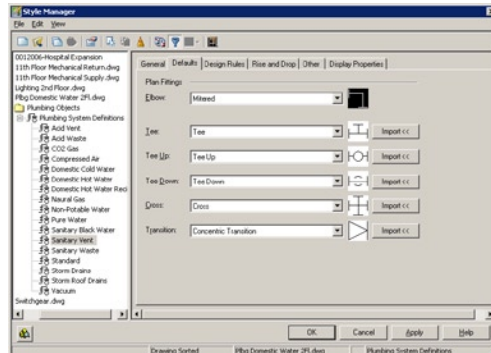 Style Manager
File Edit View
0012006-Hospital Expansion
11th Floor Mechanical Return.dwg
11th Floor Mechanical Supply.dwg
Lighting 2nd Floor.dwg
Plbg Domestic Water 2Fl.dwg
Plumbing Objects
Plumbing System Definitions
Acid Vent
Acid Waste
CO2 Gas
Compressed Air
Domestic Cold Water
Domestic Hot Water
Domestic Hot Water Reci
Naural Gas
Non-Potable Water
Pure Water
Sanitary Black Water
Sanitary Vent
Sanitary Waste
Standard
Storm Drains
Storm Roof Drains
Vacuum
Switchgear.dwg
General Defaults Design Rules Rise and Drop Other Display Properties
Plan Fittings
Elbow: Mitered
Tee: Tee Import <<
Tee Up: Tee Up Import <<
Tee Down: Tee Down Import <<
Cross: Cross Import <<
Transition: Concentric Transition Import <<
OK Cancel Apply Help
Drawing Sorted Plbg Domestic Water 2Fl.dwg Plumbing System Definitions